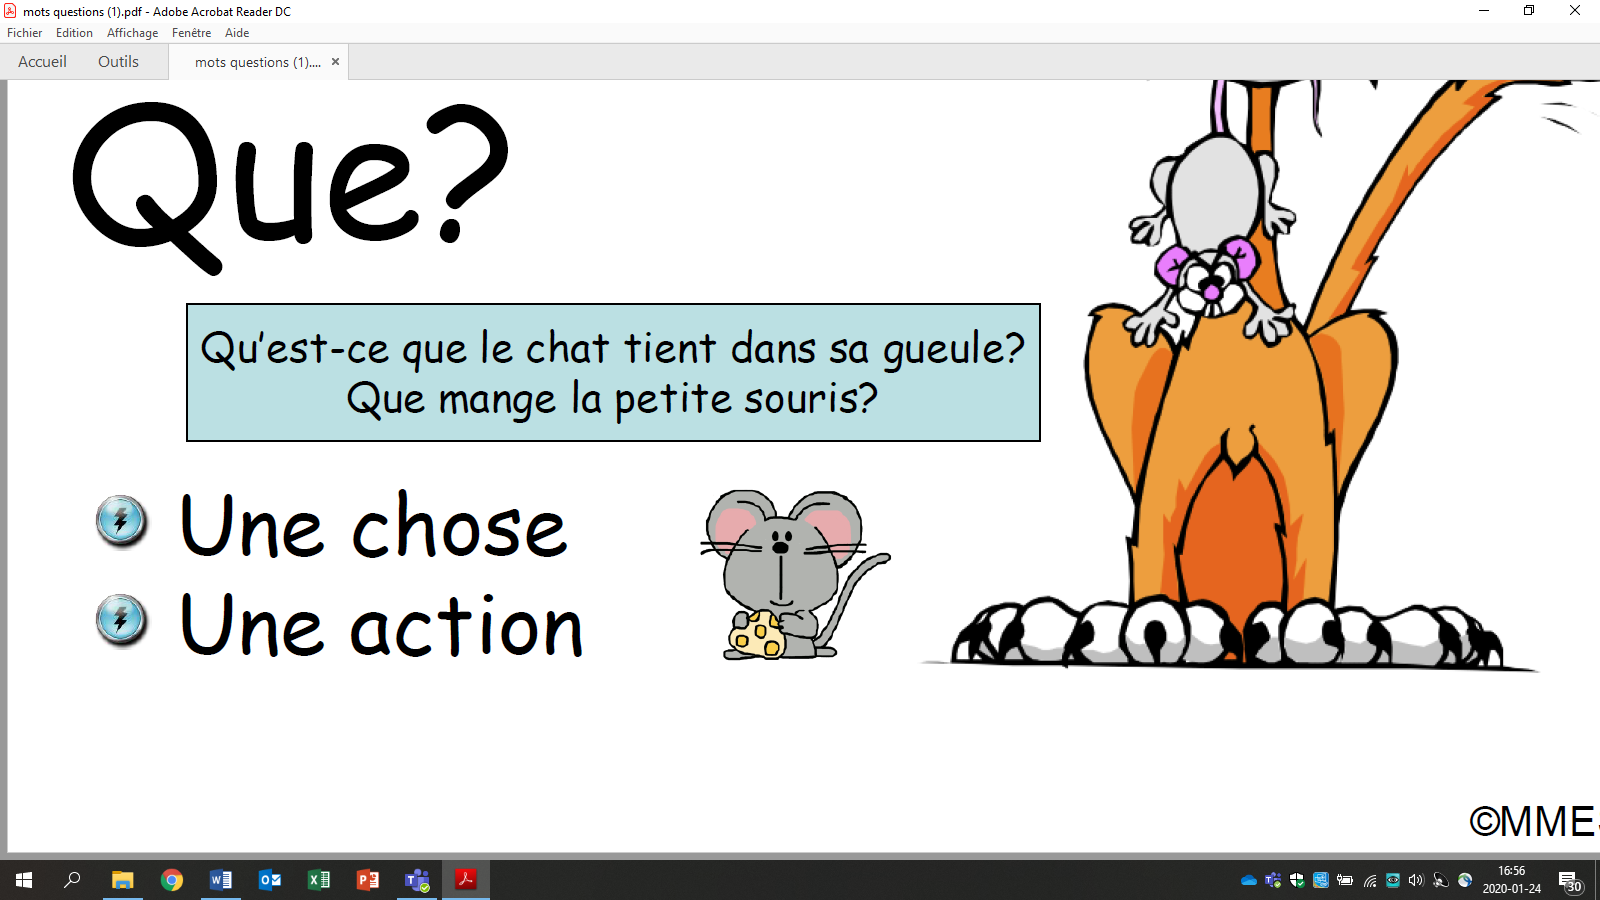 mots questions (1).pdf - Adobe Acrobat Reader DC
Fichier Edition Affichage Fenêtre Aide
Accueil Outils mots questions (1)....
Que?
Qu'est-ce que le chat tient dans sa gueule?
Que mange la petite souris?
Une chose
Une action
©MME
16:56
2020-01-24
30